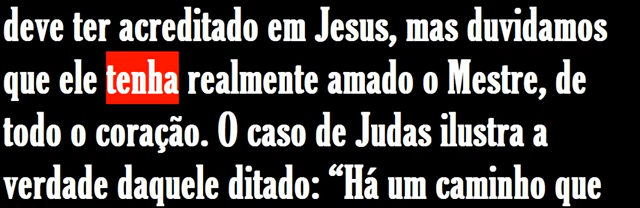 deve ter acreditado em Jesus, mas duvidamos
que ele tenha realmente amado o Mestre, de
todo o coração. O caso de Judas ilustra a
verdade daquele ditado: “Há um caminho que